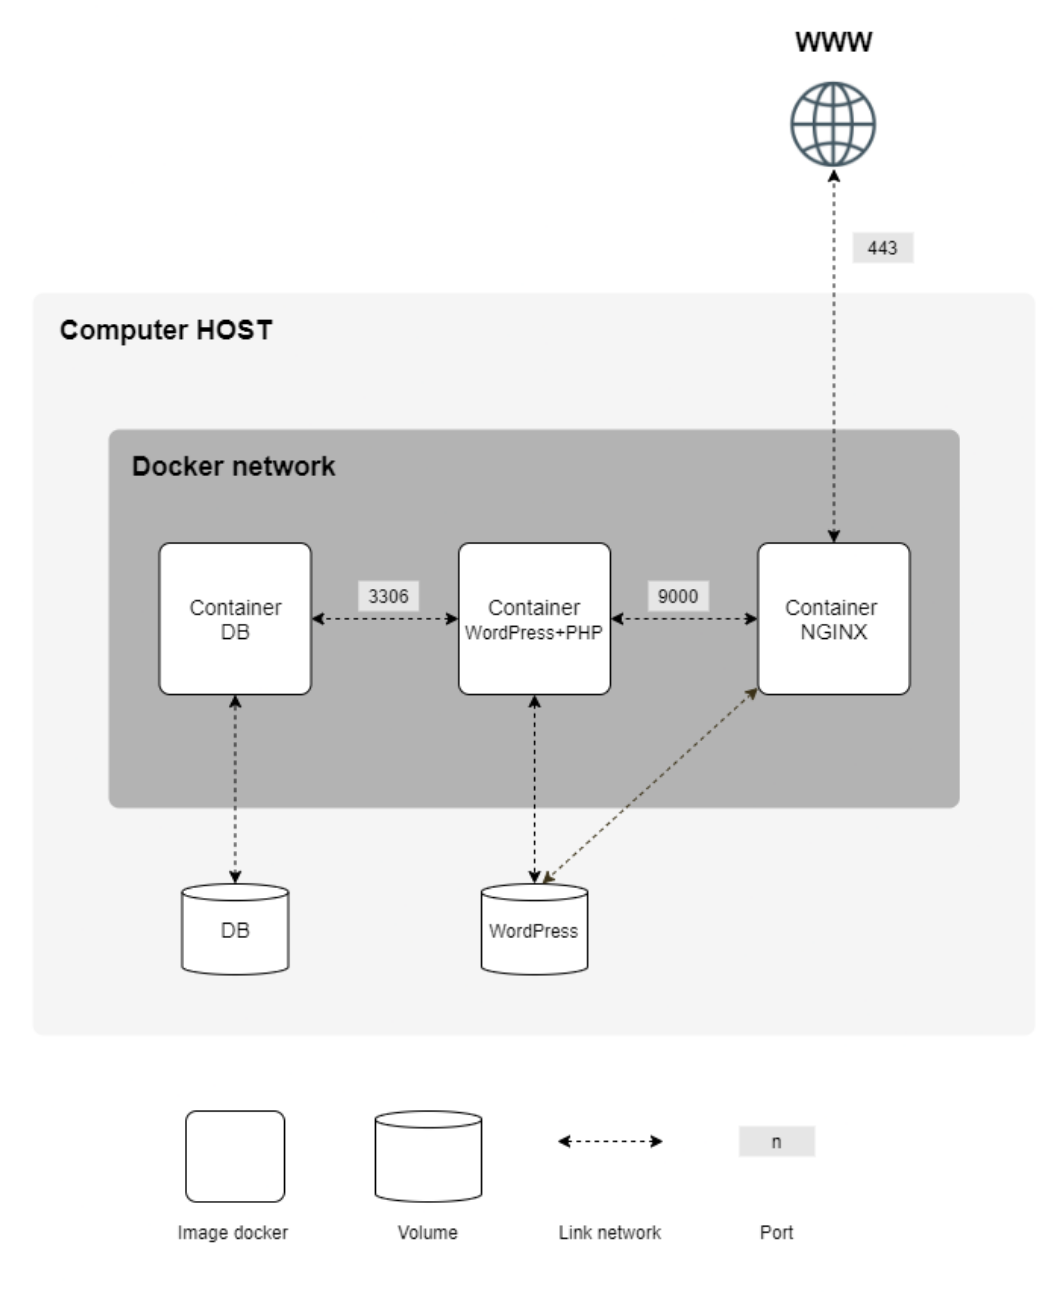 WWW
443
Computer HOST
Docker network
Container
DB
3306
Container
WordPress+PHP
9000
Container
NGINX
DB
WordPress
n
Image docker
Volume
Link network
Port